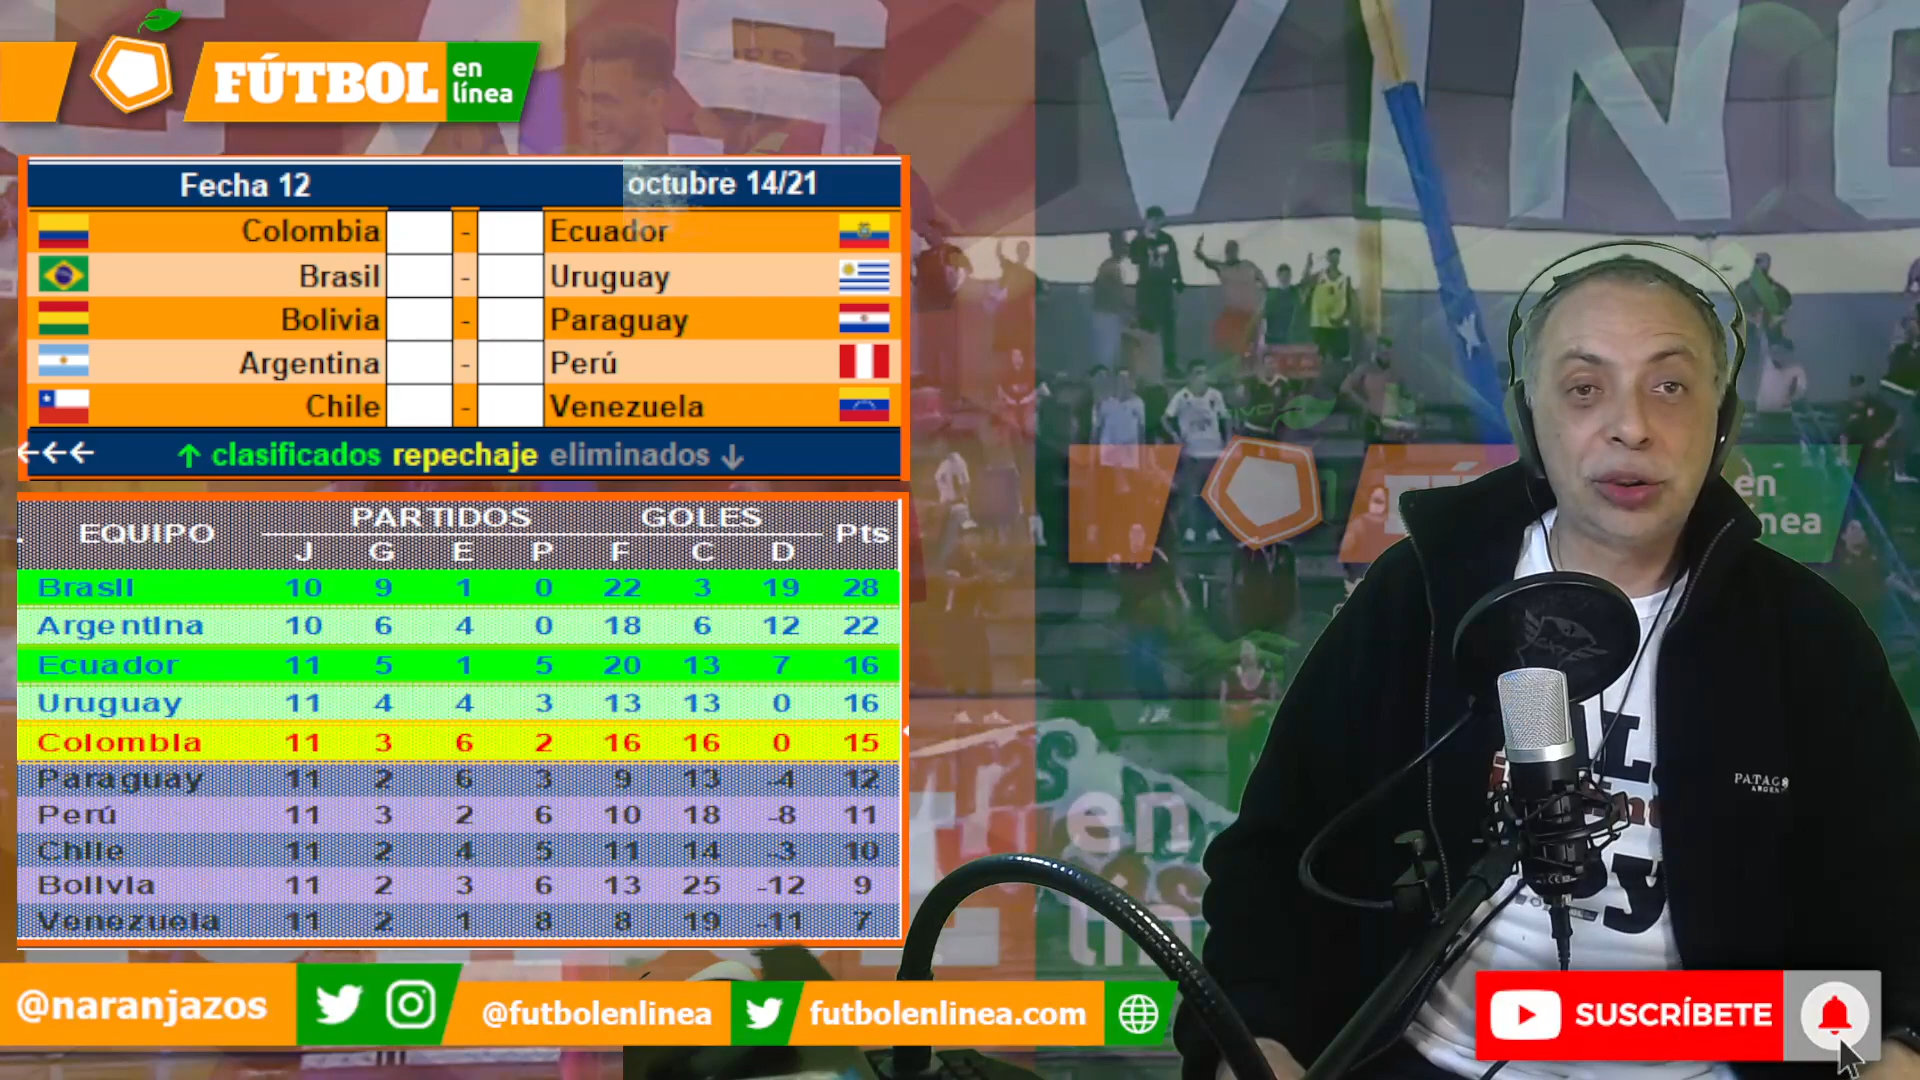 FÚTBOL en línea
Fecha 12 octubre 14/21
Colombia - Ecuador
Brasil - Uruguay
Bolivia - Paraguay
Argentina - Perú
Chile - Venezuela
←←← ↑ clasificados repechaje eliminados ↓
PARTIDOS GOLES
EQUIPO J G E P F C D Pts
Brasil 10 9 1 0 22 3 19 28
Argentina 10 6 4 0 18 6 12 22
Ecuador 11 5 1 5 20 13 7 16
Uruguay 11 4 4 3 13 13 0 16
Colombia 11 3 6 2 16 16 0 15
Paraguay 11 2 6 3 9 13 -4 12
Perú 11 3 2 6 10 18 -8 11
Chile 11 2 4 5 11 14 -3 10
Bolivia 11 2 3 6 13 25 -12 9
Venezuela 11 2 1 8 8 19 -11 7
VINO
en
línea
en
PATAG
@naranjazos
@futbolenlinea
futbolenlinea.com
SUSCRÍBETE